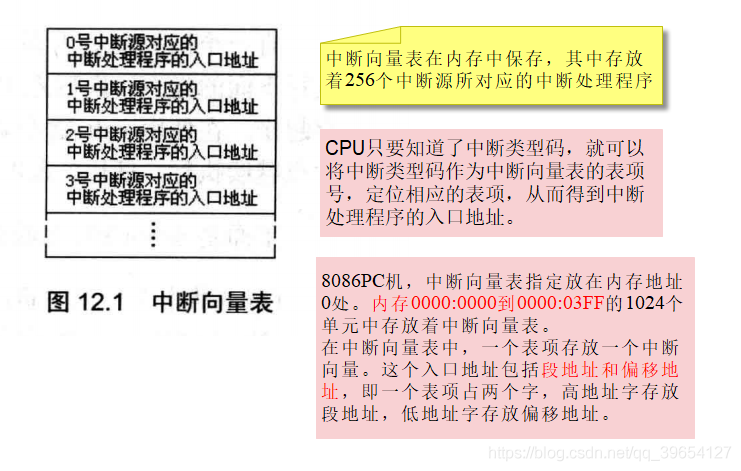 0号中断源对应的
中断处理程序的入口地址
1号中断源对应的
中断处理程序的入口地址
2号中断源对应的
中断处理程序的入口地址
3号中断源对应的
中断处理程序的入口地址
⋮
图 12.1 中断向量表
中断向量表在内存中保存，其中存放
着256个中断源所对应的中断处理程序
CPU只要知道了中断类型码，就可以
将中断类型码作为中断向量表的表项
号，定位相应的表项，从而得到中断
处理程序的入口地址。
8086PC机，中断向量表指定放在内存地址
0处。内存0000:0000到0000:03FF的1024个
单元中存放着中断向量表。
在中断向量表中，一个表项存放一个中断
向量。这个入口地址包括段地址和偏移地
址，即一个表项占两个字，高地址字存放
段地址，低地址字存放偏移地址。
https://blog.csdn.net/qq_39654127